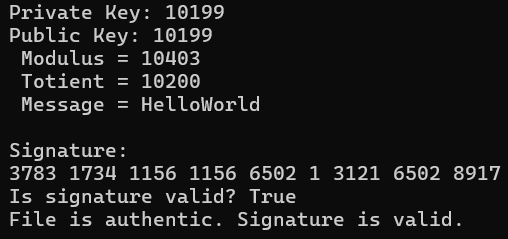 Private Key: 10199
Public Key: 10199
Modulus = 10403
Totient = 10200
Message = HelloWorld
Signature:
3783 1734 1156 1156 6502 1 3121 6502 8917
Is signature valid? True
File is authentic. Signature is valid.